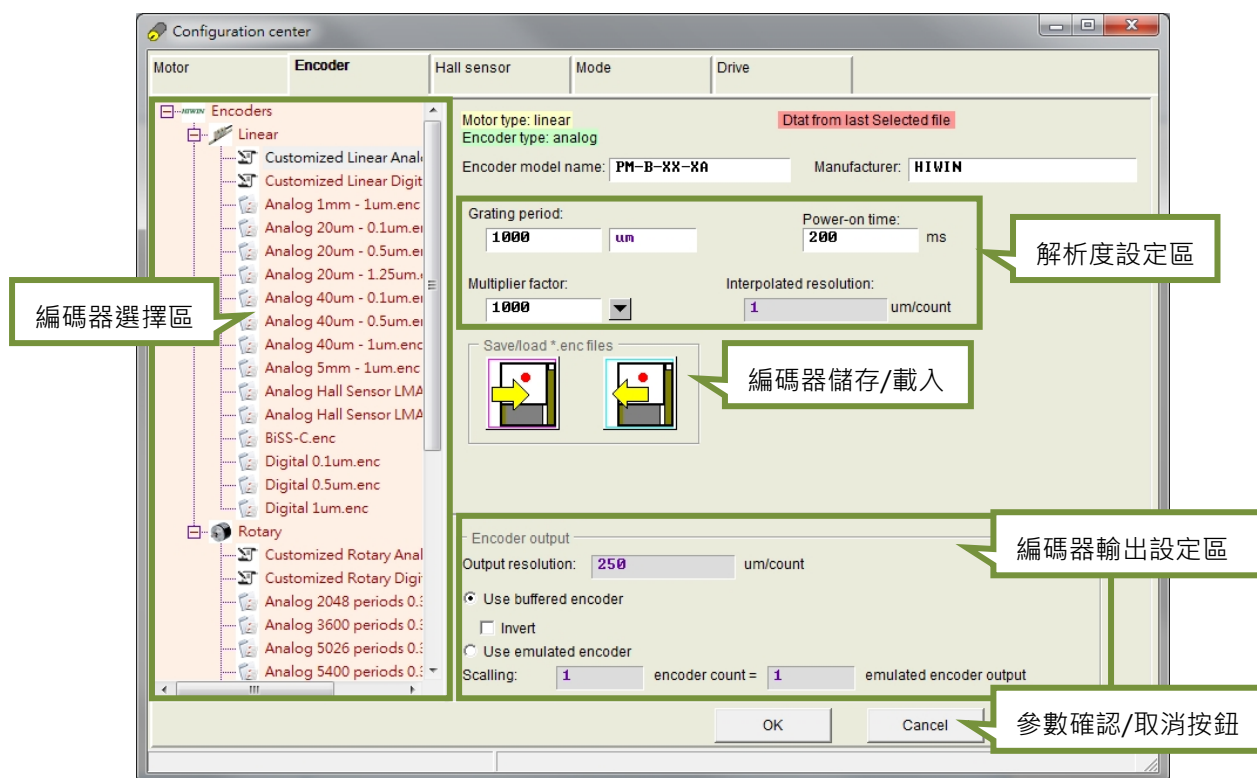 Configuration center
Motor
Encoder
Hall sensor
Mode
Drive
HIWIN Encoders
Linear
Customized Linear Anal
Customized Linear Digit
Analog 1mm - 1um.enc
Analog 20um - 0.1um.e
Analog 20um - 0.5um.e
Analog 20um - 1.25um.
Analog 40um - 0.1um.e
Analog 40um - 0.5um.e
Analog 40um - 1um.enc
Analog 5mm - 1um.enc
Analog Hall Sensor LMA
Analog Hall Sensor LMA
BiSS-C.enc
Digital 0.1um.enc
Digital 0.5um.enc
Digital 1um.enc
Rotary
Customized Rotary Anal
Customized Rotary Digi
Analog 2048 periods 0.
Analog 3600 periods 0.
Analog 5026 periods 0.
Analog 5400 periods 0.
編碼器選擇區
Motor type: linear
Dtat from last Selected file
Encoder type: analog
Encoder model name: PM-B-XX-XA
Manufacturer: HIWIN
Grating period:
Power-on time:
1000 um
200 ms
Multiplier factor:
Interpolated resolution:
1000
1 um/count
解析度設定區
Save/load *.enc files
編碼器儲存/載入
Encoder output
Output resolution: 250 um/count
Use buffered encoder
Invert
Use emulated encoder
Scalling: 1 encoder count = 1 emulated encoder output
編碼器輸出設定區
OK
Cancel
參數確認/取消按鈕